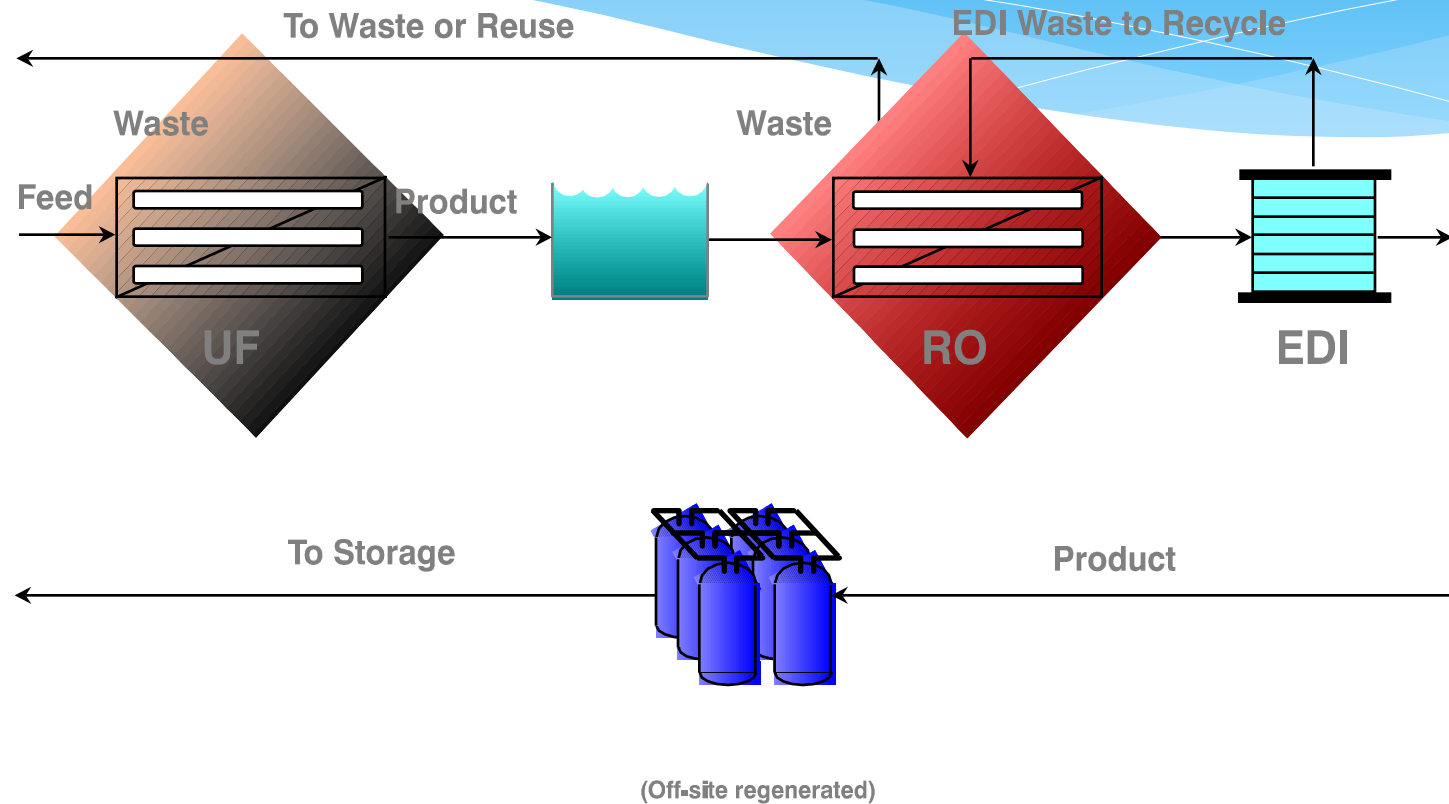 To Waste or Reuse
EDI Waste to Recycle
Waste
Waste
Feed
Product
UF
RO
EDI
To Storage
Product
(Off-site regenerated)